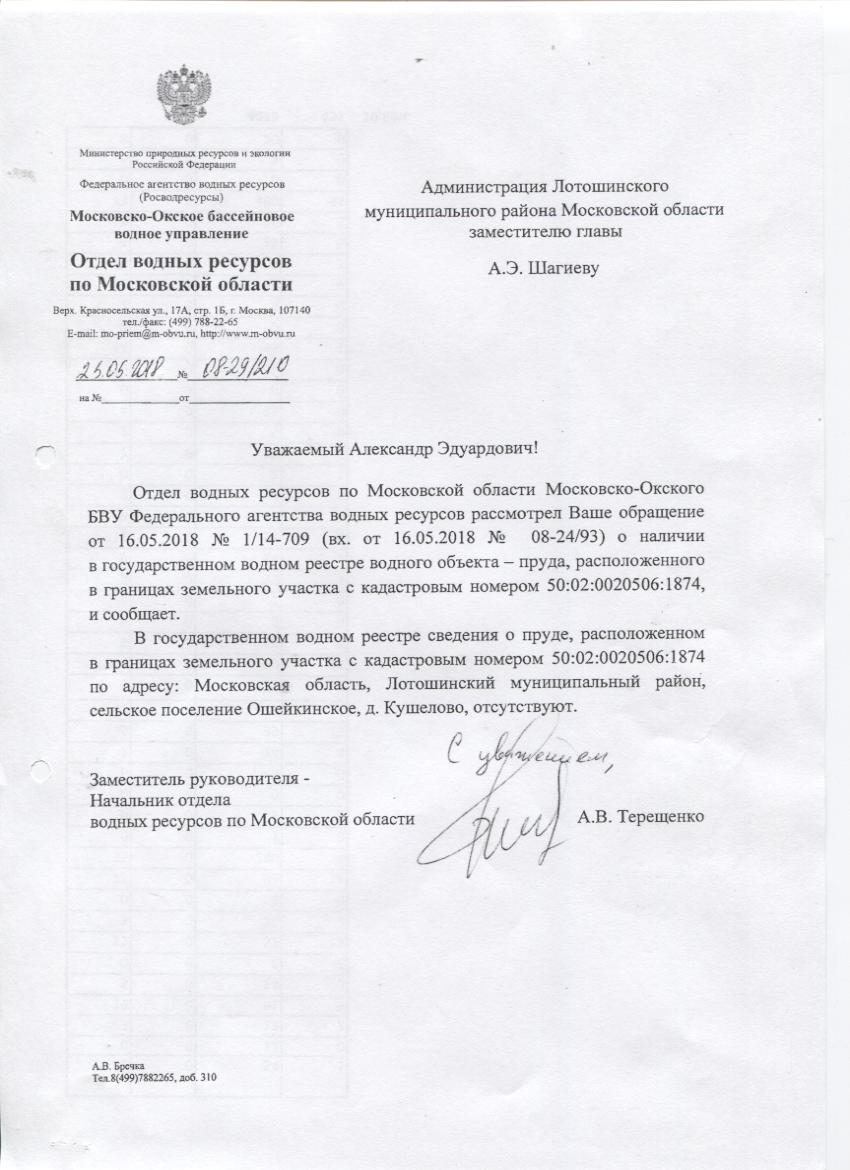 Министерство природных ресурсов и экологии
Российской Федерации
Федеральное агентство водных ресурсов
(Росводресурсы)
Московско-Окское бассейновое
водное управление
Отдел водных ресурсов
по Московской области
Верх. Красносельская ул., 17А, стр. 1Б, г. Москва, 107140
тел./факс: (499) 788-22-65
E-mail: mo-priem@m-obvu.ru, http://www.m-obvu.ru
25.05.2018 № 08-29/210
на №______________от__________________
Администрация Лотошинского
муниципального района Московской области
заместителю главы
А.Э. Шагиеву
Уважаемый Александр Эдуардович!
Отдел водных ресурсов по Московской области Московско-Окского
БВУ Федерального агентства водных ресурсов рассмотрел Ваше обращение
от 16.05.2018 № 1/14-709 (вх. от 16.05.2018 № 08-24/93) о наличии
в государственном водном реестре водного объекта – пруда, расположенного
в границах земельного участка с кадастровым номером 50:02:0020506:1874,
и сообщает.
В государственном водном реестре сведения о пруде, расположенном
в границах земельного участка с кадастровым номером 50:02:0020506:1874
по адресу: Московская область, Лотошинский муниципальный район,
сельское поселение Ошейкинское, д. Кушелово, отсутствуют.
С уважением,
Заместитель руководителя -
Начальник отдела
водных ресурсов по Московской области
А.В. Терещенко
А.В. Бречка
Тел.8(499)7882265, доб. 310